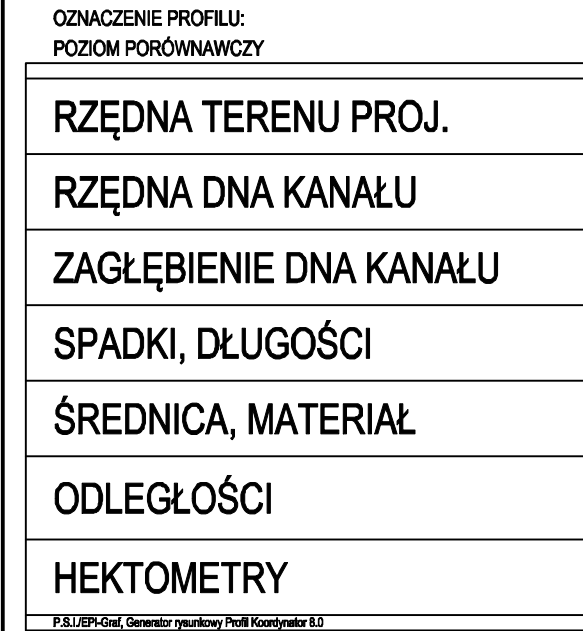 OZNACZENIE PROFILU:
POZIOM PORÓWNAWCZY
RZĘDNA TERENU PROJ.
RZĘDNA DNA KANAŁU
ZAGŁĘBIENIE DNA KANAŁU
SPADKI, DŁUGOŚCI
ŚREDNICA, MATERIAŁ
ODLEGŁOŚCI
HEKTOMETRY
P.S.I./EPI-Graf, Generator rysunkowy Profil Koordynator 8.0